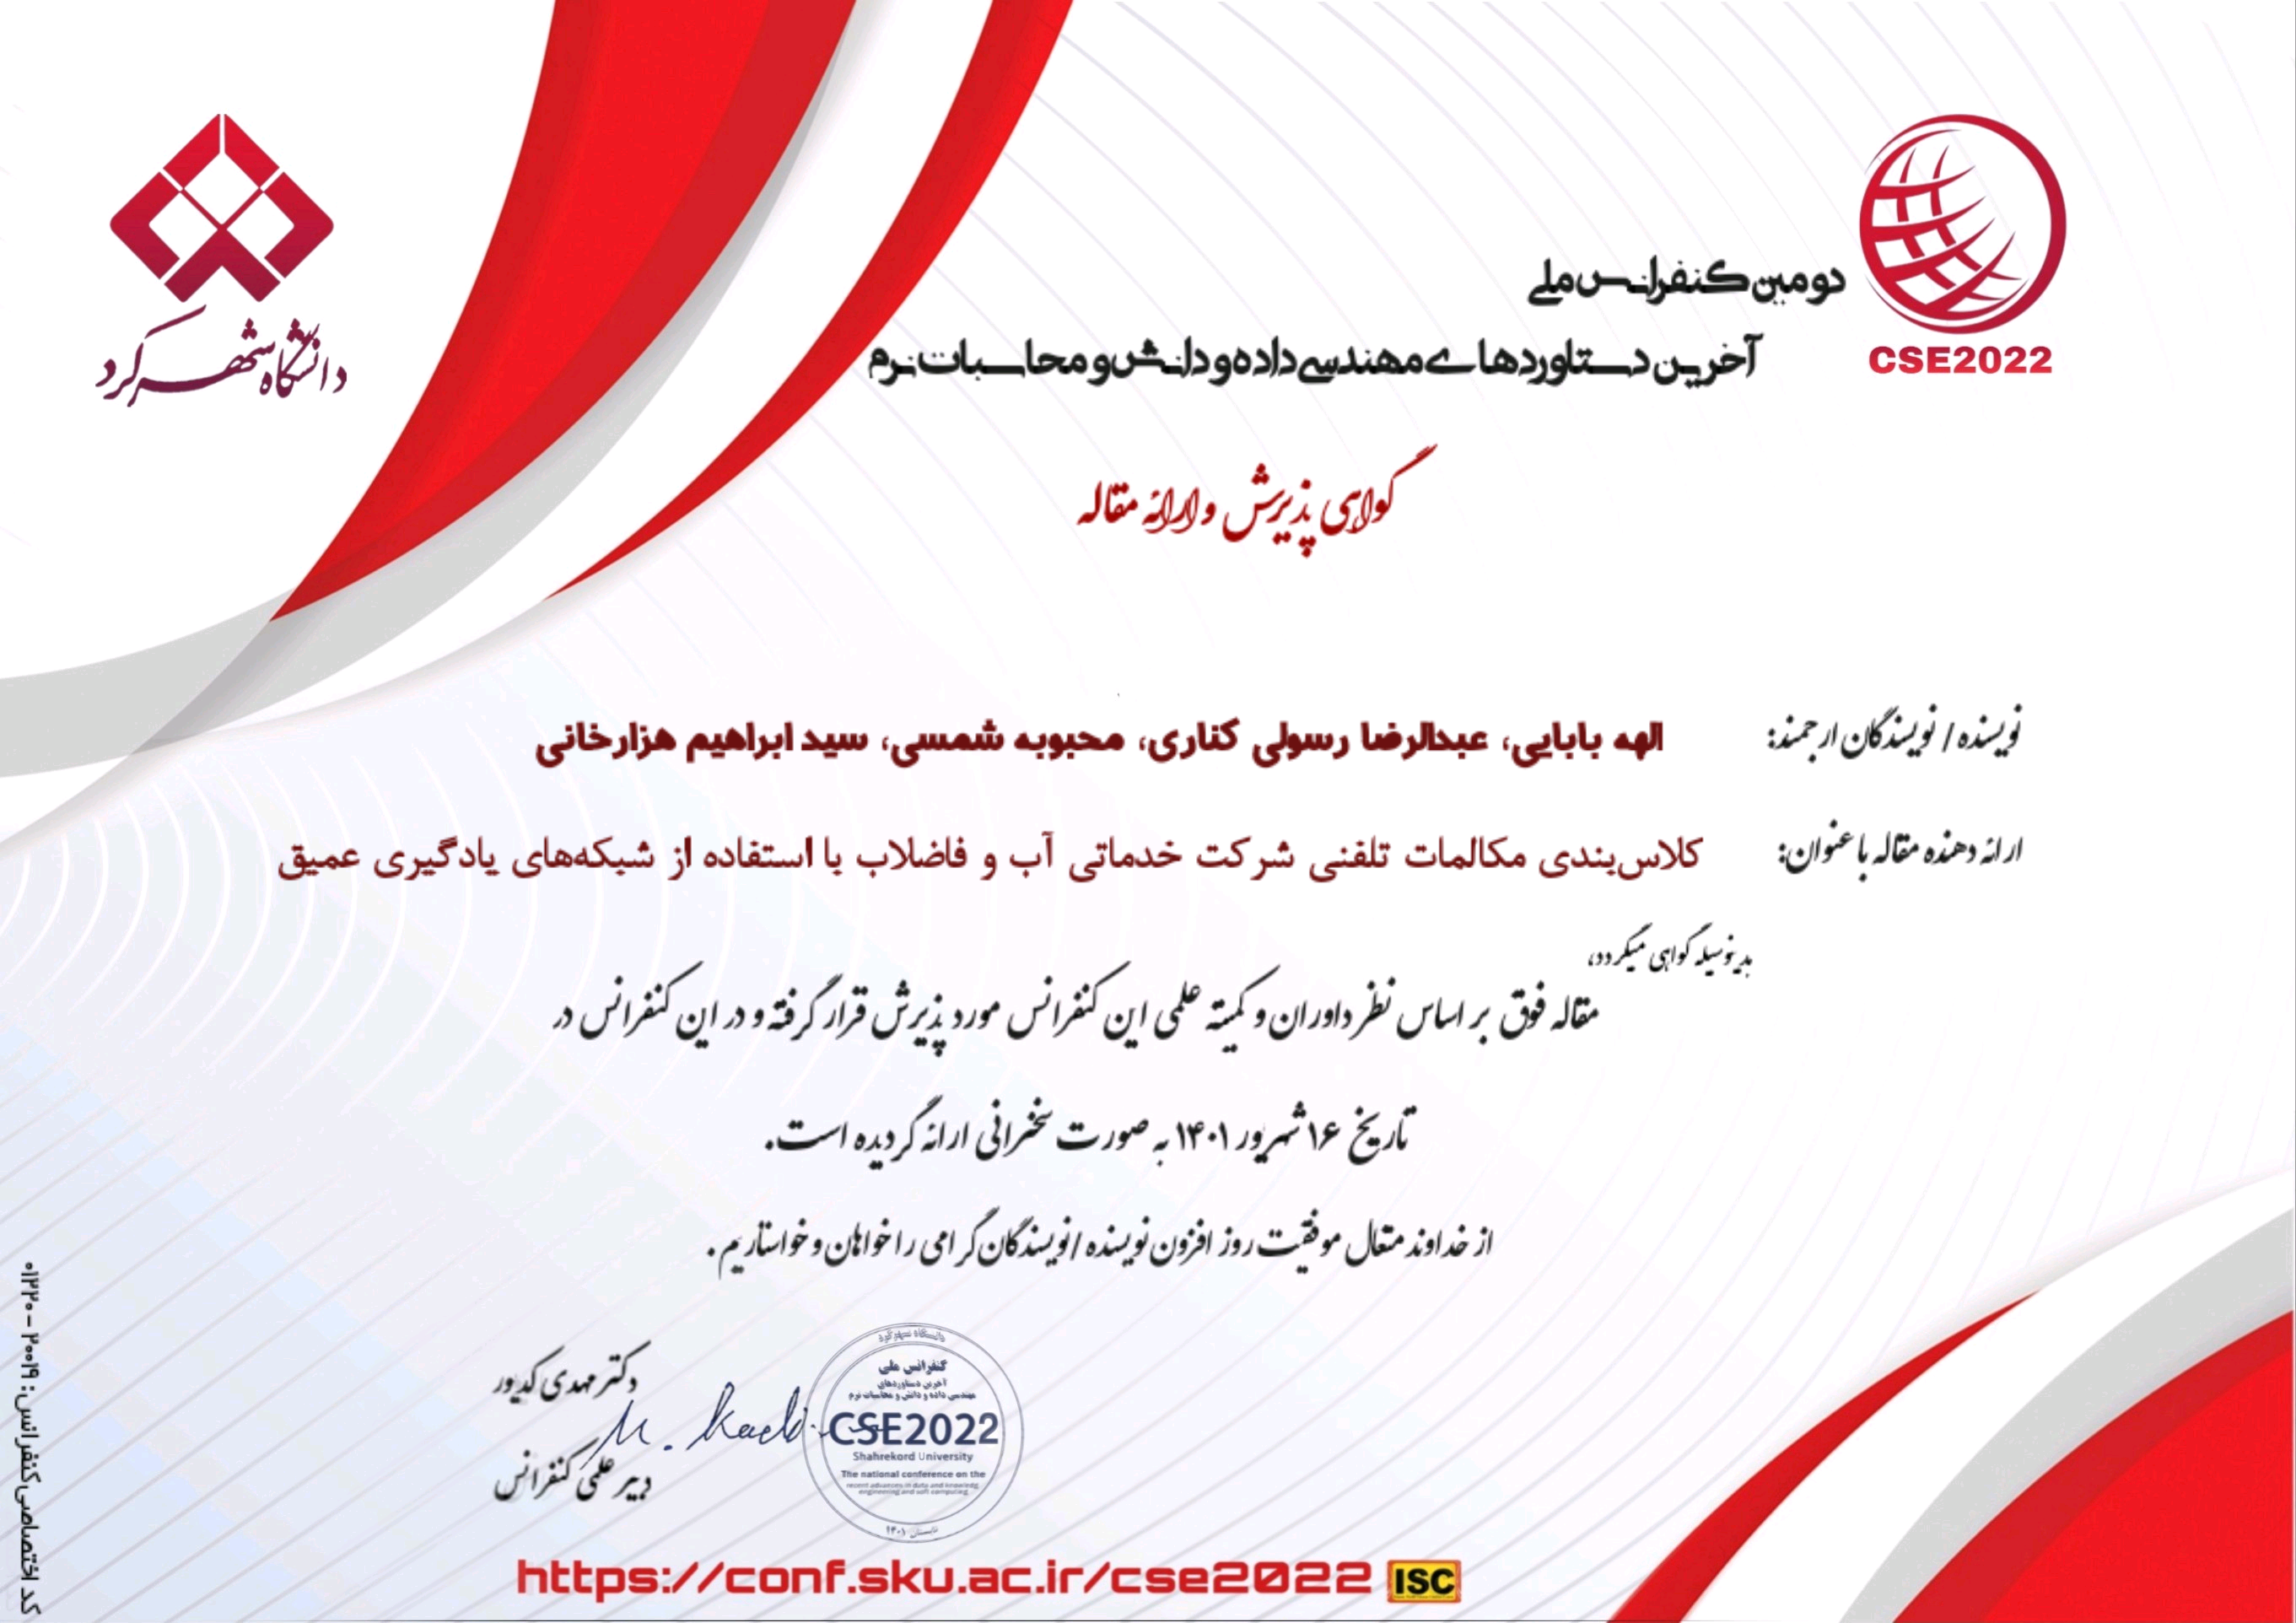 دانشگاه شهرکرد
CSE2022
دومین کنفرانس ملی
آخرین دستاوردهای مهندسی داده و دانش و محاسبات نرم
گواهی پذیرش و ارائه مقاله
نویسنده / نویسندگان ارجمند: الهه بابایی، عبدالرضا رسولی کناری، محبوبه شمسی، سید ابراهیم هزارخانی
ارائه دهنده مقاله با عنوان: کلاس‌بندی مکالمات تلفنی شرکت خدماتی آب و فاضلاب با استفاده از شبکه‌های یادگیری عمیق
بدینوسیله گواهی میگردد،
مقاله فوق بر اساس نظر داوران و کمیته علمی این کنفرانس مورد پذیرش قرار گرفته و در این کنفرانس در
تاریخ ۱۶ شهریور ۱۴۰۱ به صورت سخنرانی ارائه گردیده است.
از خداوند متعال موفقیت روز افزون نویسنده / نویسندگان گرامی را خواهان و خواستاریم.
دکتر مهدی کدیور
دبیر علمی کنفرانس
دانشگاه شهرکرد
کنفرانس ملی
آخرین دستاوردهای
مهندسی داده و دانش و محاسبات نرم
CSE2022
Shahrekord University
The national conference on the
recent advances in data and knowledg
engineering and soft computing
تابستان ۱۴۰۱
https://conf.sku.ac.ir/cse2022 ISC
کد اختصاصی کنفرانس: ۲۰۰۱۹ – ۰۱۲۲۰